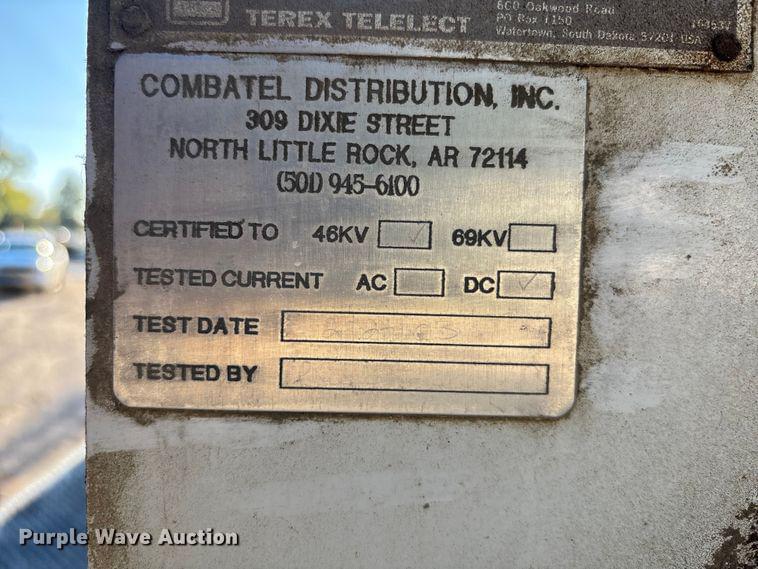 TEREX TELELECT
600 Oakwood Road
PO Box 1150
Watertown, South Dakota 57201 USA
COMBATEL DISTRIBUTION, INC.
309 DIXIE STREET
NORTH LITTLE ROCK, AR 72114
(501) 945-6100
CERTIFIED TO 46KV ✓ 69KV
TESTED CURRENT AC DC ✓
TEST DATE
TESTED BY
Purple Wave Auction